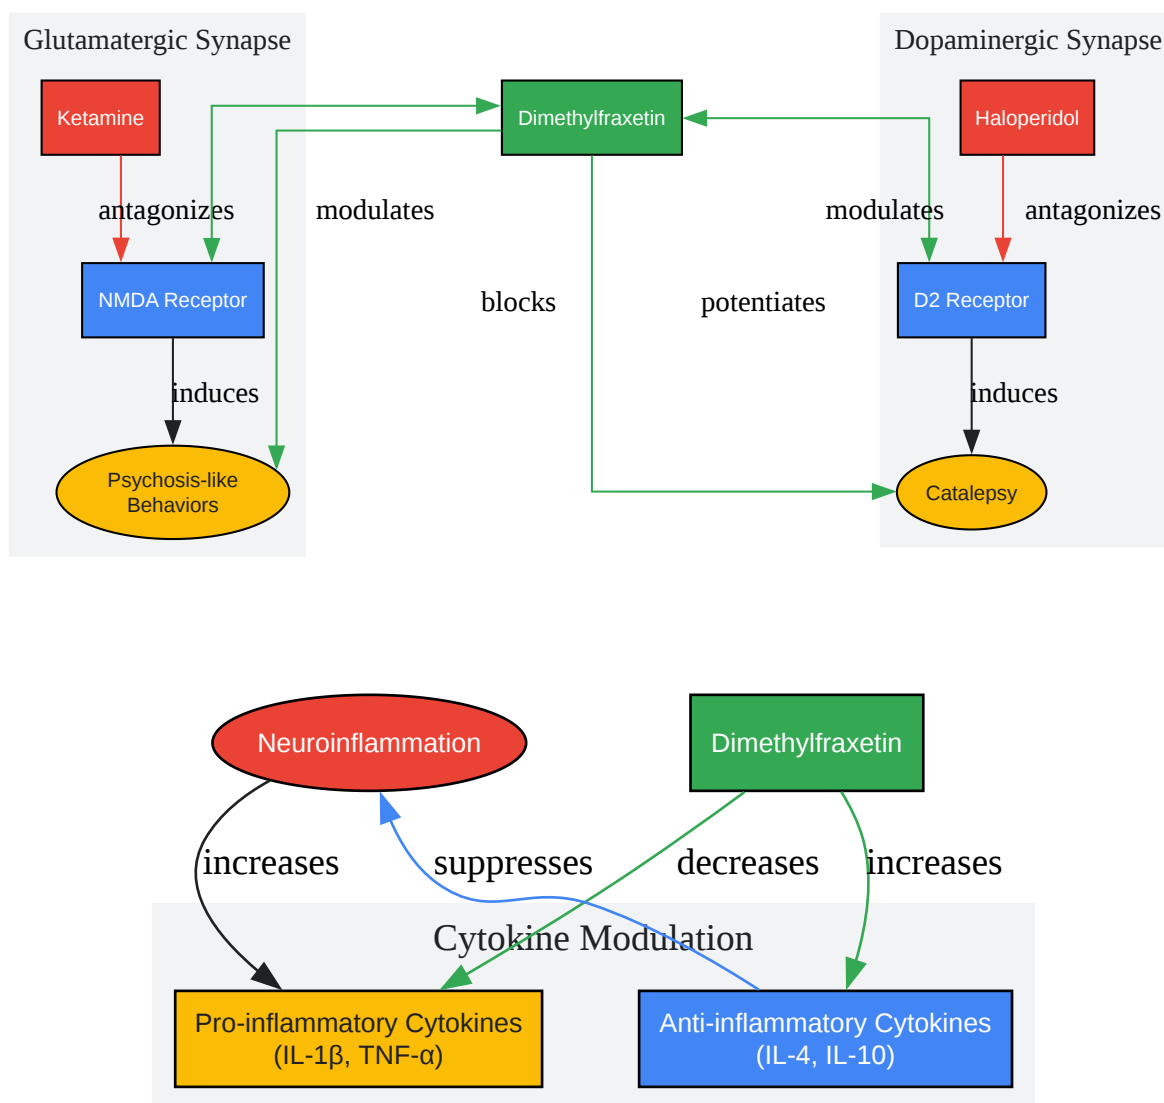 Glutamatergic Synapse
Dopaminergic Synapse
Ketamine
Dimethylfraxetin
Haloperidol
antagonizes
modulates
modulates
antagonizes
NMDA Receptor
blocks
potentiates
D2 Receptor
induces
induces
Psychosis-like
Behaviors
Catalepsy
Neuroinflammation
Dimethylfraxetin
increases
suppresses
decreases
increases
Cytokine Modulation
Pro-inflammatory Cytokines
(IL-1β, TNF-α)
Anti-inflammatory Cytokines
(IL-4, IL-10)